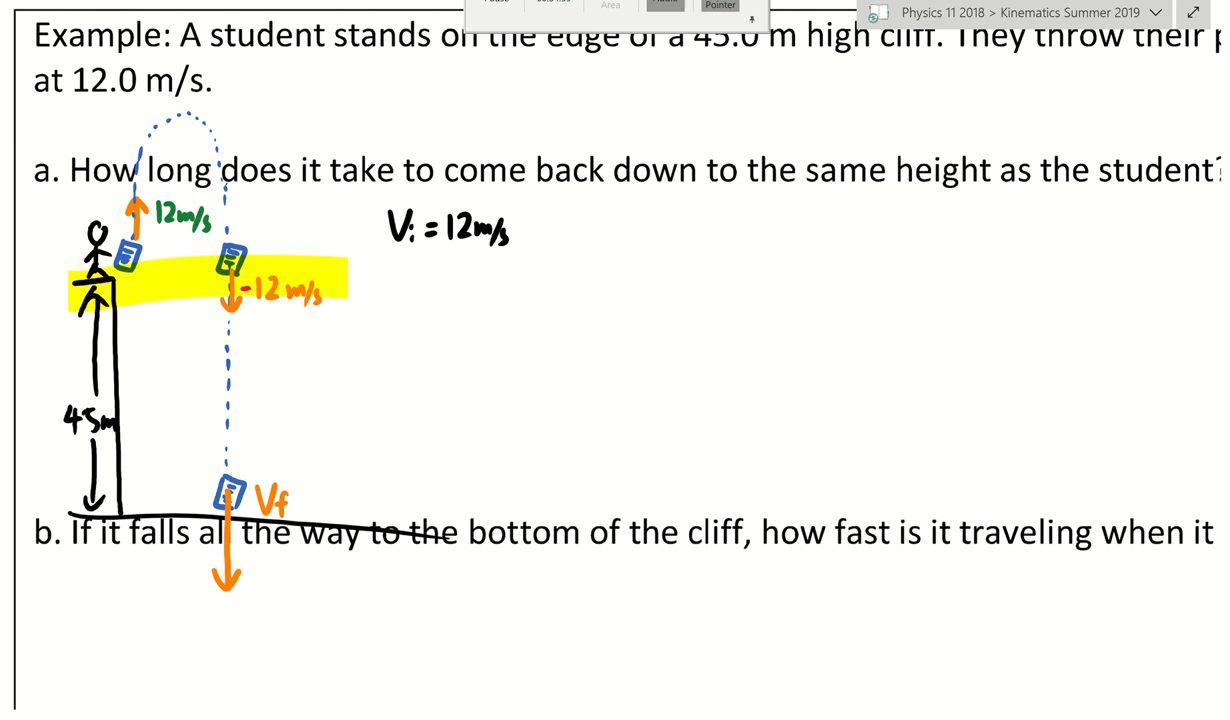 Area
Pointer
Physics 11 2018 > Kinematics Summer 2019
Example: A student stands on the edge of a 45.0 m high cliff. They throw their
at 12.0 m/s.
a. How long does it take to come back down to the same height as the student?
12m/s
Vi = 12m/s
-12m/s
45m
Vf
b. If it falls all the way to the bottom of the cliff, how fast is it traveling when it